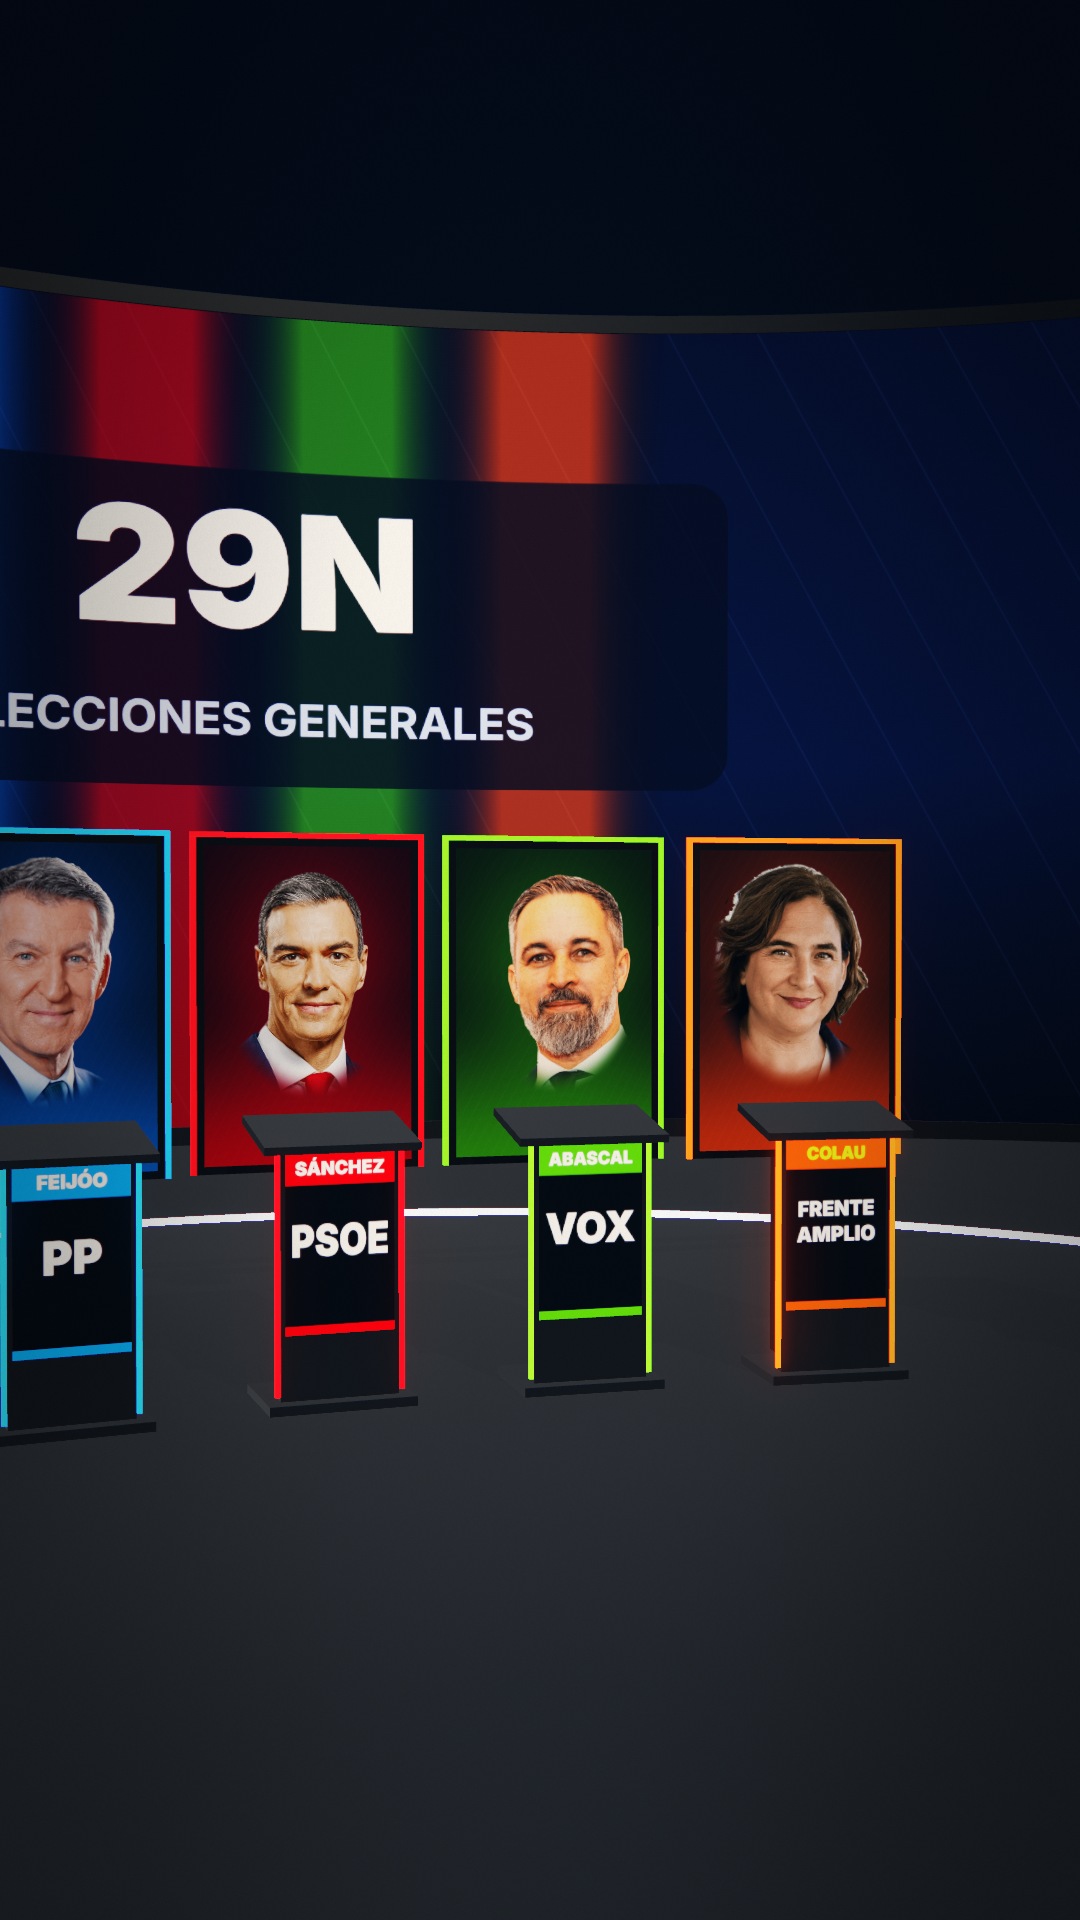 29N
LECCIONES GENERALES
FEIJÓO
PP
SÁNCHEZ
PSOE
ABASCAL
VOX
COLAU
FRENTE
AMPLIO